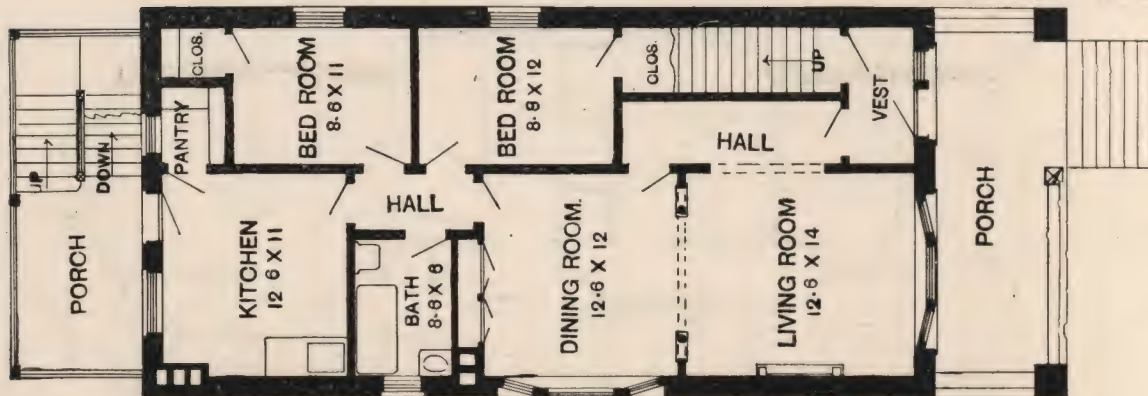 CLOS.
BED ROOM
8-6 X 11
BED ROOM
8-9 X 12
CLOS.
UP
VEST
PANTRY
HALL
UP
DOWN
HALL
PORCH
KITCHEN
12 6 X 11
BATH
8-6 X 6
DINING ROOM.
12-6 X 12
LIVING ROOM
12-6 X 14
PORCH